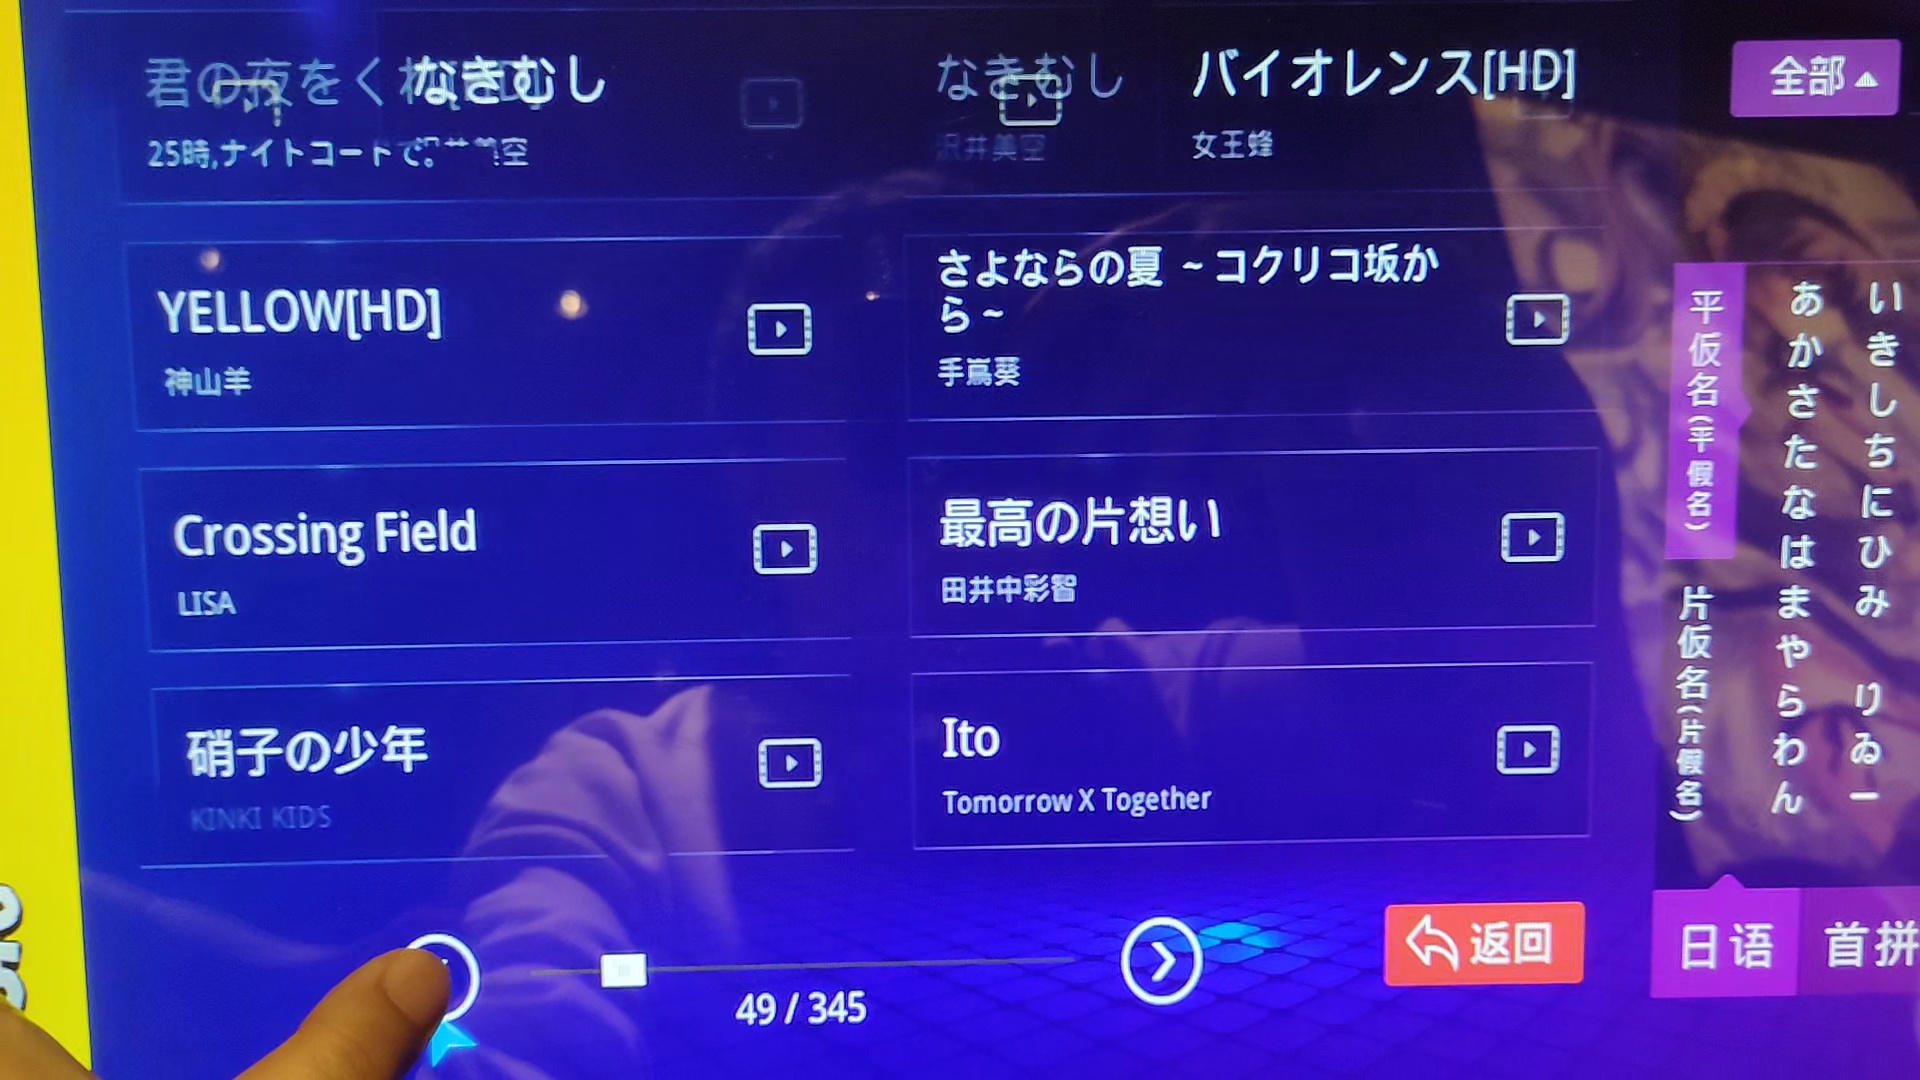 君の夜をくれ
なきむし
25時,ナイトコードで。
空
なきむし
沢井美空
バイオレンス[HD]
女王蜂
全部
YELLOW[HD]
神山羊
さよならの夏 ~コクリコ坂か
ら~
手嶌葵
Crossing Field
LISA
最高の片想い
田井中彩智
硝子の少年
KINKI KIDS
Ito
Tomorrow X Together
49 / 345
返回
平仮名(平假名)
片仮名(片假名)
あかさたなはまやらわん
いきしちにひみ りゐー
日语
首拼